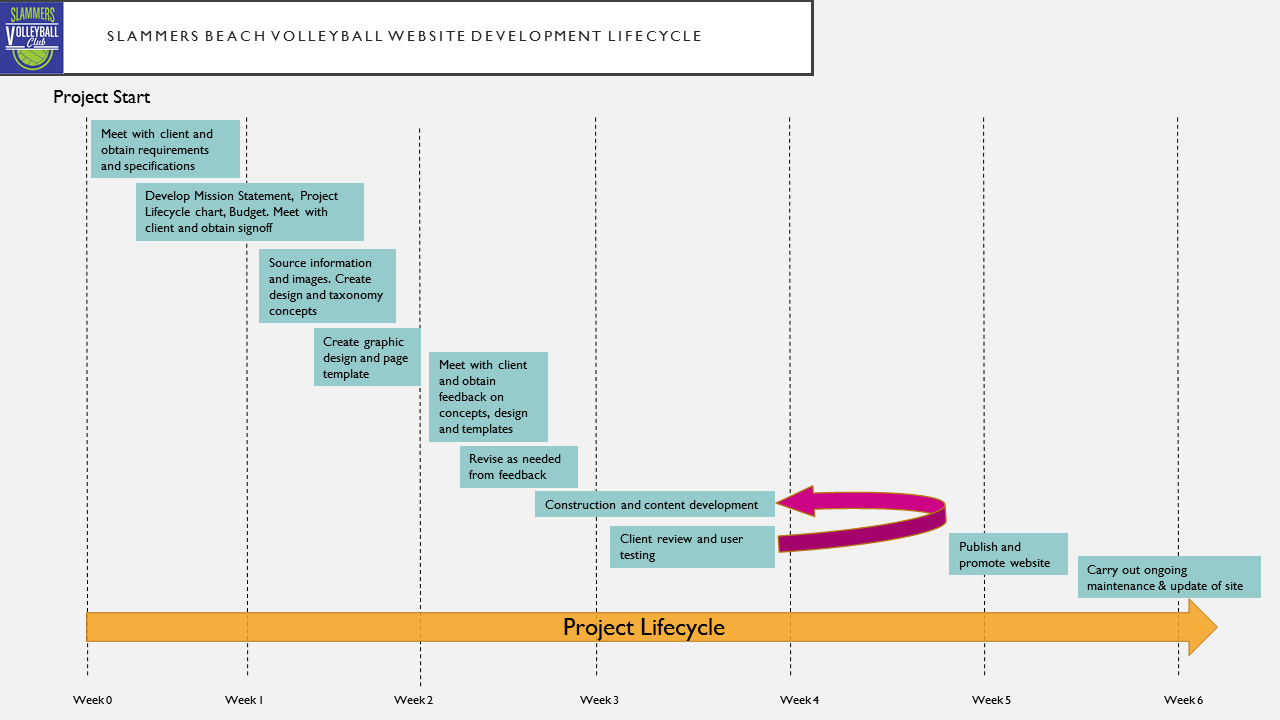 SLAMMERS
VOLLEYBALL
Club
SLAMMERS BEACH VOLLEYBALL WEBSITE DEVELOPMENT LIFECYCLE
Project Start
Meet with client and
obtain requirements
and specifications
Develop Mission Statement, Project
Lifecycle chart, Budget. Meet with
client and obtain signoff
Source information
and images. Create
design and taxonomy
concepts
Create graphic
design and page
template
Meet with client
and obtain
feedback on
concepts, design
and templates
Revise as needed
from feedback
Construction and content development
Client review and user
testing
Publish and
promote website
Carry out ongoing
maintenance & update of site
Project Lifecycle
Week 0
Week 1
Week 2
Week 3
Week 4
Week 5
Week 6